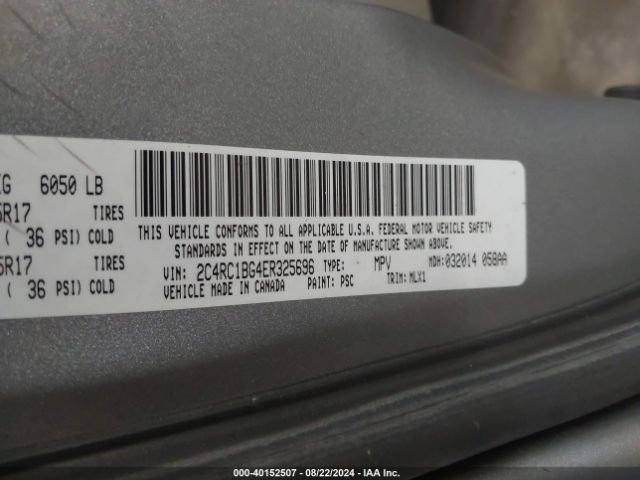 G 6050 LB
5R17 TIRES
( 36 PSI) COLD
5R17 TIRES
( 36 PSI) COLD
THIS VEHICLE CONFORMS TO ALL APPLICABLE U.S.A. FEDERAL MOTOR VEHICLE SAFETY
STANDARDS IN EFFECT ON THE DATE OF MANUFACTURE SHOWN ABOVE.
VIN: 2C4RC1BG4ER325696 TYPE: MPV MDH: 032014 058AA
VEHICLE MADE IN CANADA PAINT: PSC TRIM: MLX1
000-40152507 - 08/22/2024 - IAA Inc.